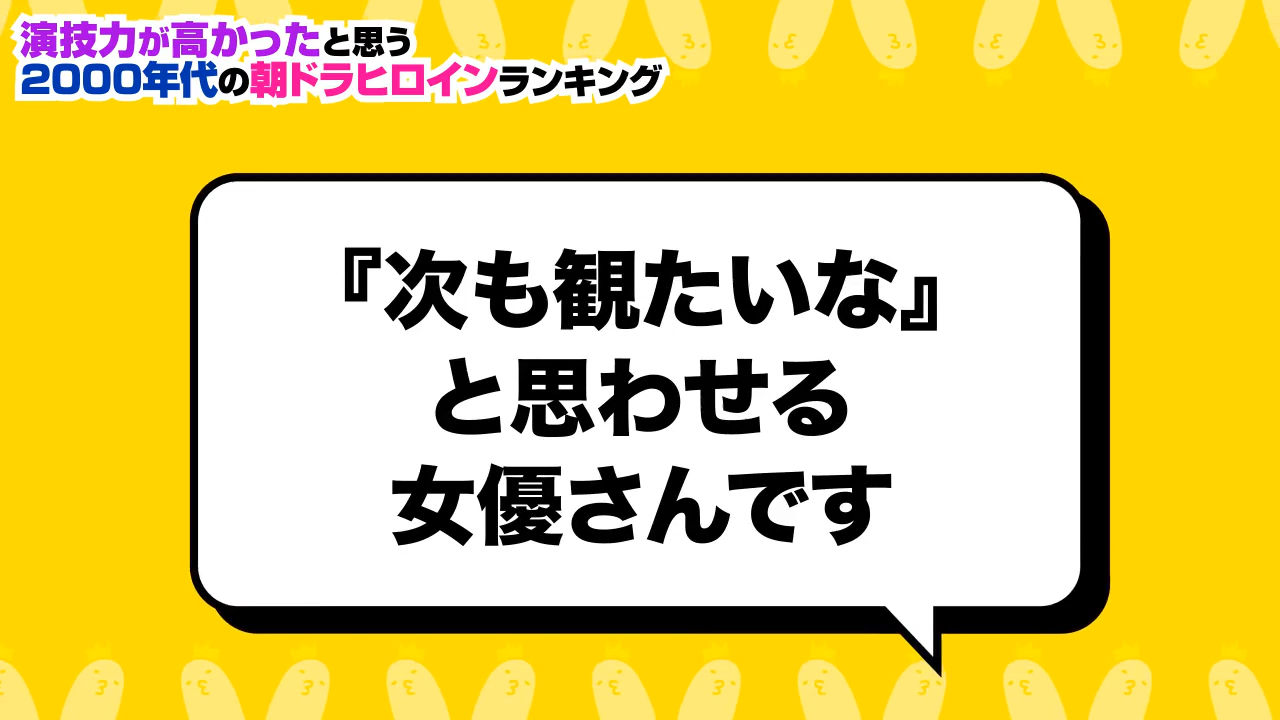 演技力が高かったと思う
2000年代の朝ドラヒロインランキング
『次も観たいな』
と思わせる
女優さんです